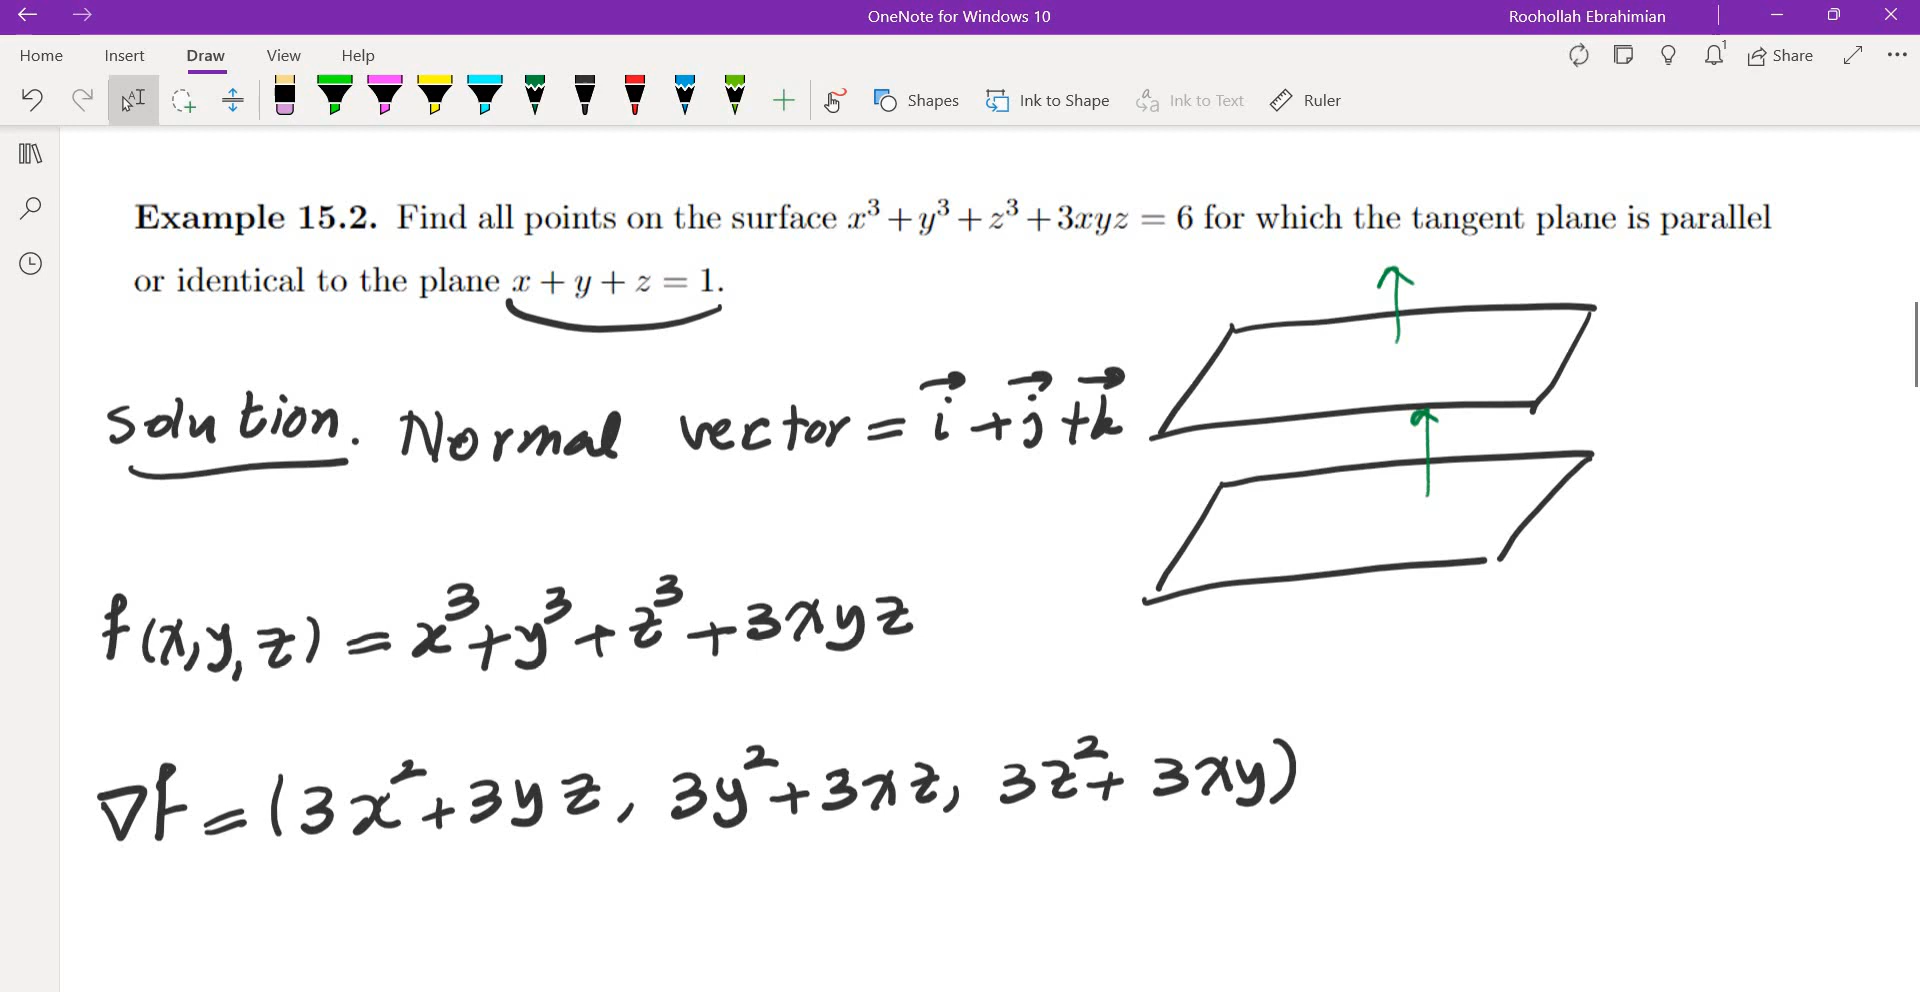 OneNote for Windows 10
Roohollah Ebrahimian
Home Insert Draw View Help
1
Share
Shapes
Ink to Shape
Ink to Text
Ruler
Example 15.2. Find all points on the surface x³ + y³ + z³ + 3xyz = 6 for which the tangent plane is parallel
or identical to the plane x + y + z = 1.
Solution. Normal vector = i⃗ + j⃗ + k⃗
f(x,y,z) = x³ + y³ + z³ + 3xyz
∇f = (3x² + 3yz, 3y² + 3xz, 3z² + 3xy)